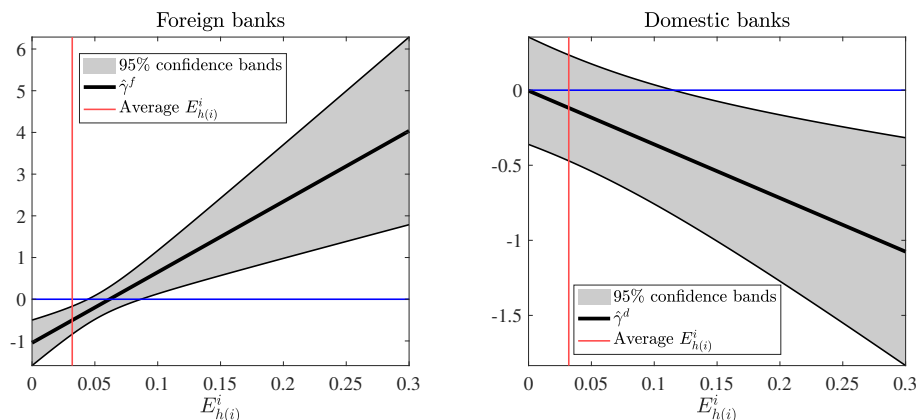 Foreign banks
6
5
4
3
2
1
0
-1
95% confidence bands
γ̂^f
Average E^i_{h(i)}
0 0.05 0.1 0.15 0.2 0.25 0.3
E^i_{h(i)}
Domestic banks
0
-0.5
-1
-1.5
95% confidence bands
γ̂^d
Average E^i_{h(i)}
0 0.05 0.1 0.15 0.2 0.25 0.3
E^i_{h(i)}